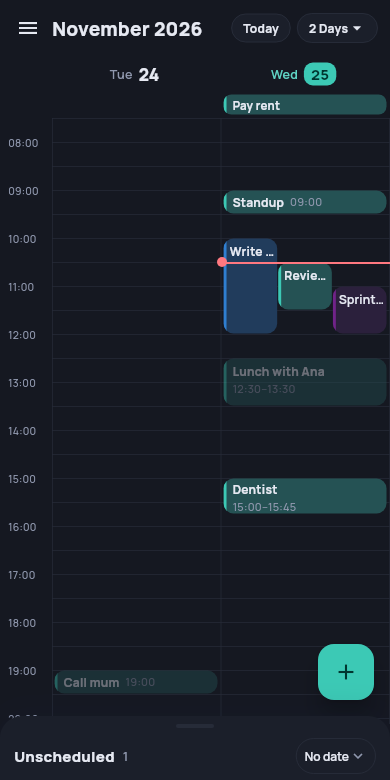 November 2026
Today
2 Days
Tue 24
Wed 25
Pay rent
08:00
09:00
Standup 09:00
10:00
Write …
Revie…
11:00
Sprint…
12:00
Lunch with Ana
13:00
12:30–13:30
14:00
15:00
Dentist
15:00–15:45
16:00
17:00
18:00
19:00
Call mum 19:00
Unscheduled 1
No date